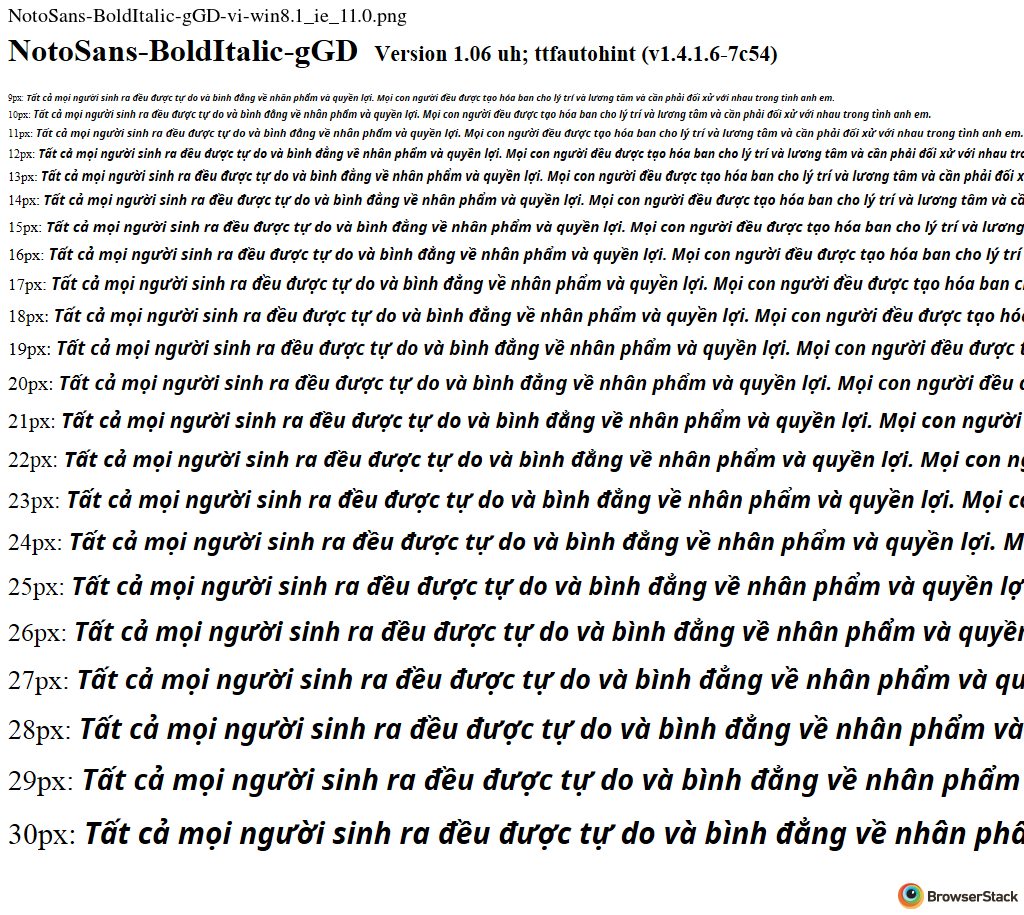 NotoSans-BoldItalic-gGD-vi-win8.1_ie_11.0.png
NotoSans-BoldItalic-gGD Version 1.06 uh; ttfautohint (v1.4.1.6-7c54)
9px: Tất cả mọi người sinh ra đều được tự do và bình đẳng về nhân phẩm và quyền lợi. Mọi con người đều được tạo hóa ban cho lý trí và lương tâm và cần phải đối xử với nhau trong tình anh em.
10px: Tất cả mọi người sinh ra đều được tự do và bình đẳng về nhân phẩm và quyền lợi. Mọi con người đều được tạo hóa ban cho lý trí và lương tâm và cần phải đối xử với nhau trong tình anh em.
11px: Tất cả mọi người sinh ra đều được tự do và bình đẳng về nhân phẩm và quyền lợi. Mọi con người đều được tạo hóa ban cho lý trí và lương tâm và cần phải đối xử với nhau trong tình anh em.
12px: Tất cả mọi người sinh ra đều được tự do và bình đẳng về nhân phẩm và quyền lợi. Mọi con người đều được tạo hóa ban cho lý trí và lương tâm và cần phải đối xử với nhau tro
13px: Tất cả mọi người sinh ra đều được tự do và bình đẳng về nhân phẩm và quyền lợi. Mọi con người đều được tạo hóa ban cho lý trí và lương tâm và cần phải đối x
14px: Tất cả mọi người sinh ra đều được tự do và bình đẳng về nhân phẩm và quyền lợi. Mọi con người đều được tạo hóa ban cho lý trí và lương tâm và cầ
15px: Tất cả mọi người sinh ra đều được tự do và bình đẳng về nhân phẩm và quyền lợi. Mọi con người đều được tạo hóa ban cho lý trí và lương
16px: Tất cả mọi người sinh ra đều được tự do và bình đẳng về nhân phẩm và quyền lợi. Mọi con người đều được tạo hóa ban cho lý trí
17px: Tất cả mọi người sinh ra đều được tự do và bình đẳng về nhân phẩm và quyền lợi. Mọi con người đều được tạo hóa ban c
18px: Tất cả mọi người sinh ra đều được tự do và bình đẳng về nhân phẩm và quyền lợi. Mọi con người đều được tạo hó
19px: Tất cả mọi người sinh ra đều được tự do và bình đẳng về nhân phẩm và quyền lợi. Mọi con người đều được t
20px: Tất cả mọi người sinh ra đều được tự do và bình đẳng về nhân phẩm và quyền lợi. Mọi con người đều đ
21px: Tất cả mọi người sinh ra đều được tự do và bình đẳng về nhân phẩm và quyền lợi. Mọi con người
22px: Tất cả mọi người sinh ra đều được tự do và bình đẳng về nhân phẩm và quyền lợi. Mọi con ng
23px: Tất cả mọi người sinh ra đều được tự do và bình đẳng về nhân phẩm và quyền lợi. Mọi co
24px: Tất cả mọi người sinh ra đều được tự do và bình đẳng về nhân phẩm và quyền lợi. M
25px: Tất cả mọi người sinh ra đều được tự do và bình đẳng về nhân phẩm và quyền lợ
26px: Tất cả mọi người sinh ra đều được tự do và bình đẳng về nhân phẩm và quyền
27px: Tất cả mọi người sinh ra đều được tự do và bình đẳng về nhân phẩm và qu
28px: Tất cả mọi người sinh ra đều được tự do và bình đẳng về nhân phẩm và
29px: Tất cả mọi người sinh ra đều được tự do và bình đẳng về nhân phẩm
30px: Tất cả mọi người sinh ra đều được tự do và bình đẳng về nhân phẩ
BrowserStack